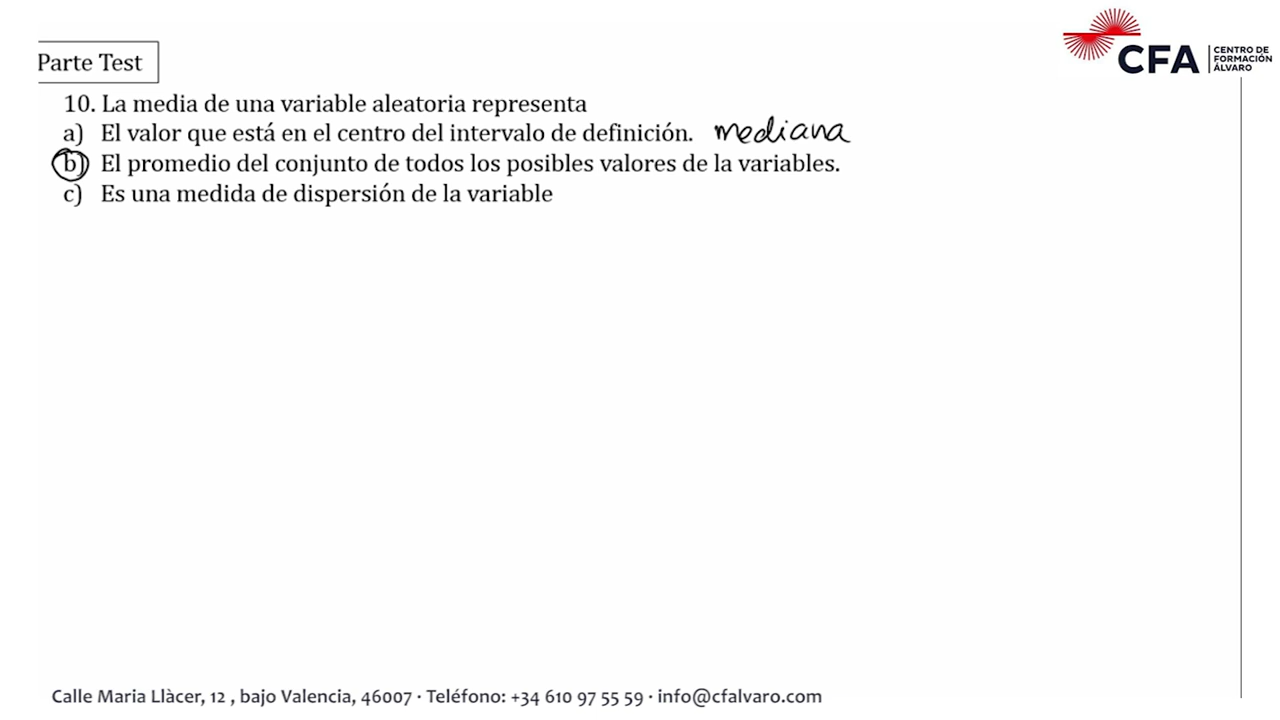 CFA CENTRO DE FORMACIÓN ÁLVARO
Parte Test
10. La media de una variable aleatoria representa
a) El valor que está en el centro del intervalo de definición. mediana
b) El promedio del conjunto de todos los posibles valores de la variables.
c) Es una medida de dispersión de la variable
Calle Maria Llàcer, 12 , bajo Valencia, 46007 · Teléfono: +34 610 97 55 59 · info@cfalvaro.com